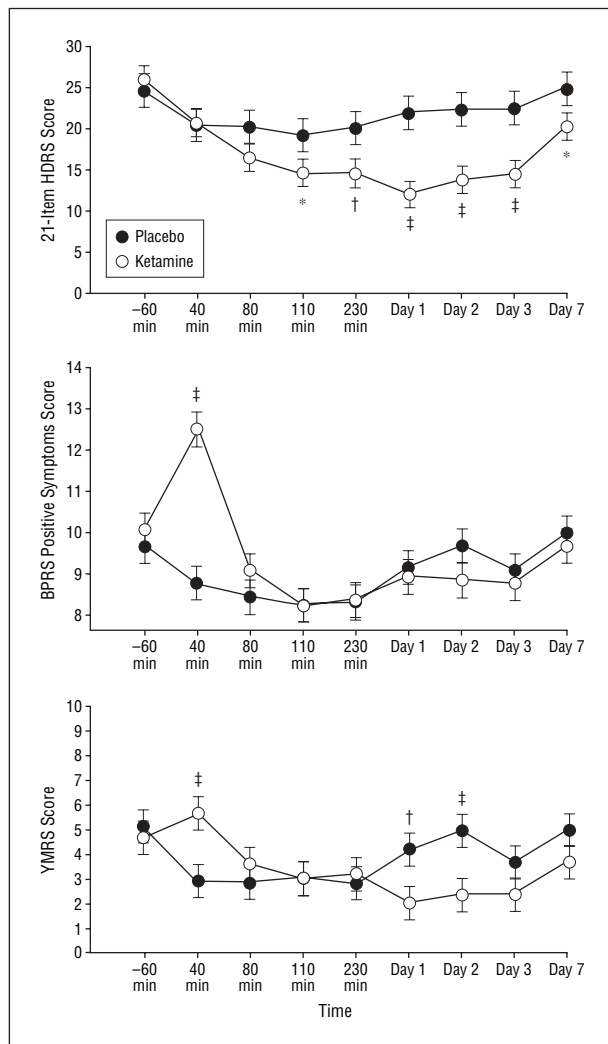 30
25
20
15
10
5
0
21-Item HDRS Score
* † ‡ ‡ ‡ *
Placebo
Ketamine
–60 min
40 min
80 min
110 min
230 min
Day 1
Day 2
Day 3
Day 7
14
13
12
11
10
9
8
BPRS Positive Symptoms Score
‡
–60 min
40 min
80 min
110 min
230 min
Day 1
Day 2
Day 3
Day 7
10
9
8
7
6
5
4
3
2
1
0
YMRS Score
‡ † ‡
–60 min
40 min
80 min
110 min
230 min
Day 1
Day 2
Day 3
Day 7
Time